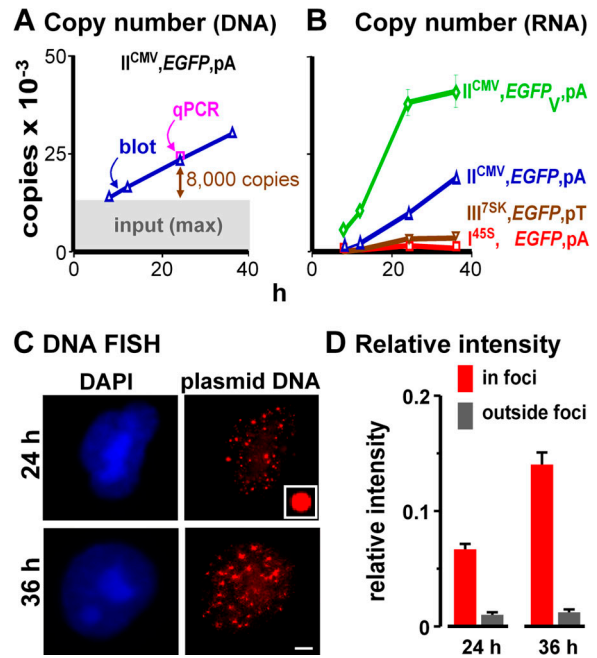 A Copy number (DNA)
II^CMV,EGFP,pA
copies x 10^-3
50
25
0
qPCR
blot
8,000 copies
input (max)
0 20 40
h
B Copy number (RNA)
II^CMV,EGFP_V,pA
II^CMV,EGFP,pA
III^7SK,EGFP,pT
I^45S, EGFP,pA
0 20 40
C DNA FISH
DAPI plasmid DNA
24 h
36 h
D Relative intensity
in foci
outside foci
relative intensity
0.2
0.1
0
24 h 36 h